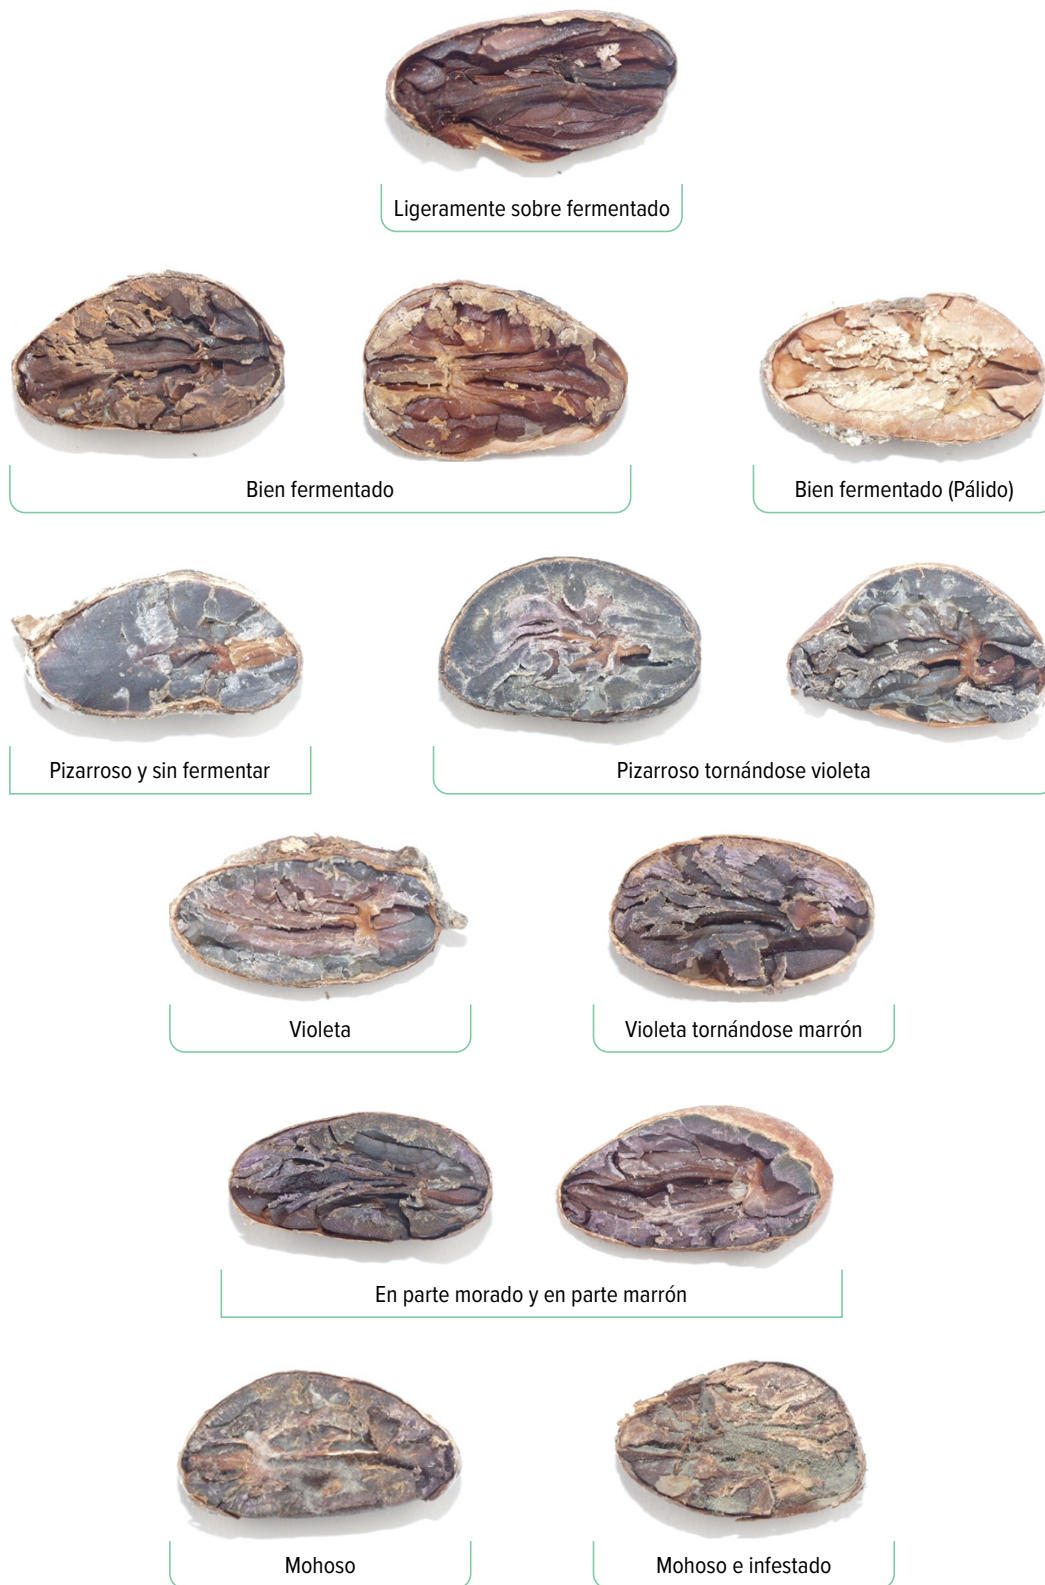 Ligeramente sobre fermentado
Bien fermentado
Bien fermentado (Pálido)
Pizarroso y sin fermentar
Pizarroso tornándose violeta
Violeta
Violeta tornándose marrón
En parte morado y en parte marrón
Mohoso
Mohoso e infestado